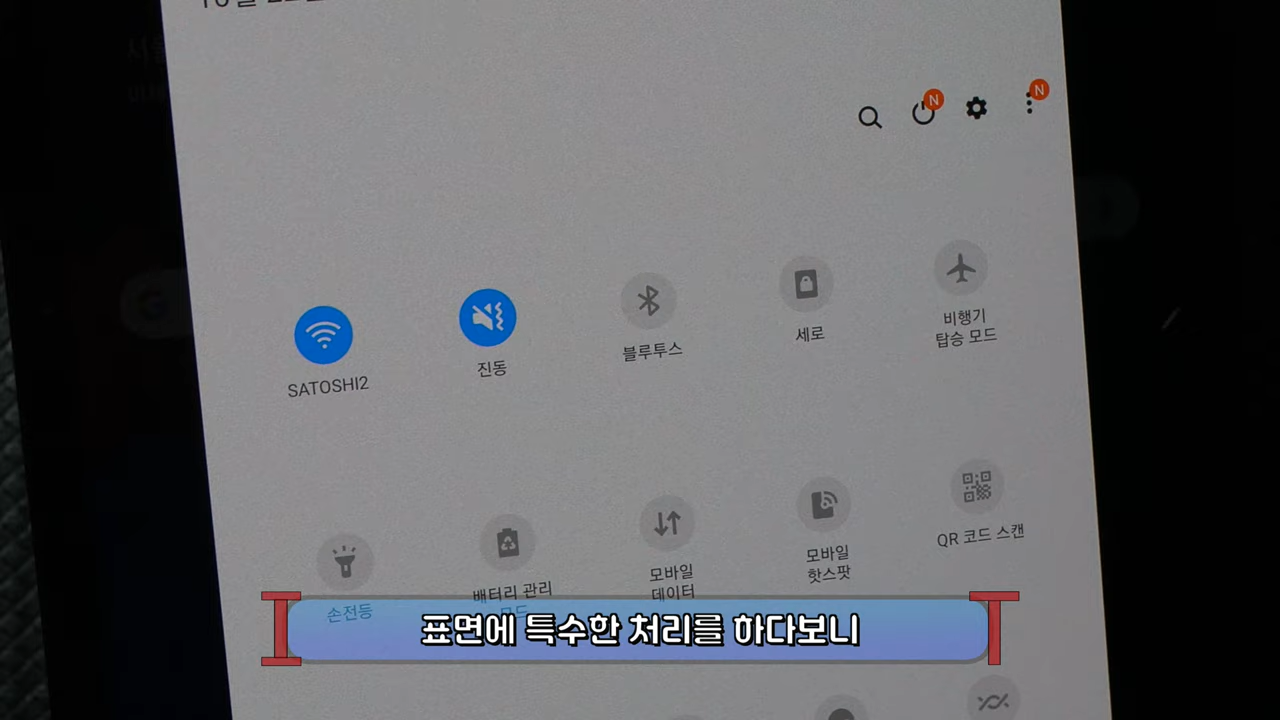 N
N
SATOSHI2
진동
블루투스
세로
비행기
탑승 모드
손전등
배터리 관리
모드
모바일
데이터
모바일
핫스팟
QR 코드 스캔
표면에 특수한 처리를 하다보니